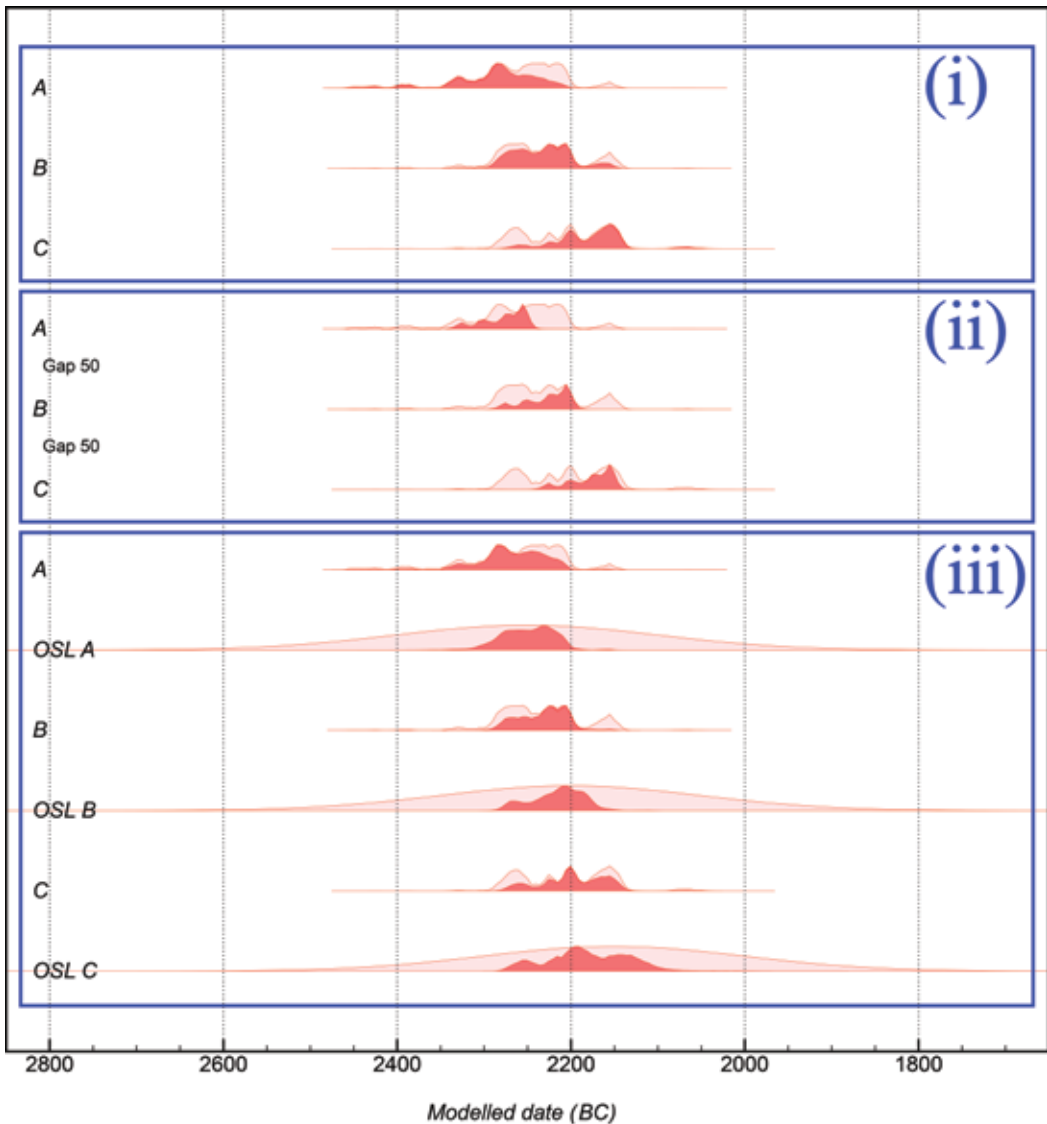 (i)
A
B
C
(ii)
A
Gap 50
B
Gap 50
C
(iii)
A
OSL A
B
OSL B
C
OSL C
2800 2600 2400 2200 2000 1800
Modelled date (BC)